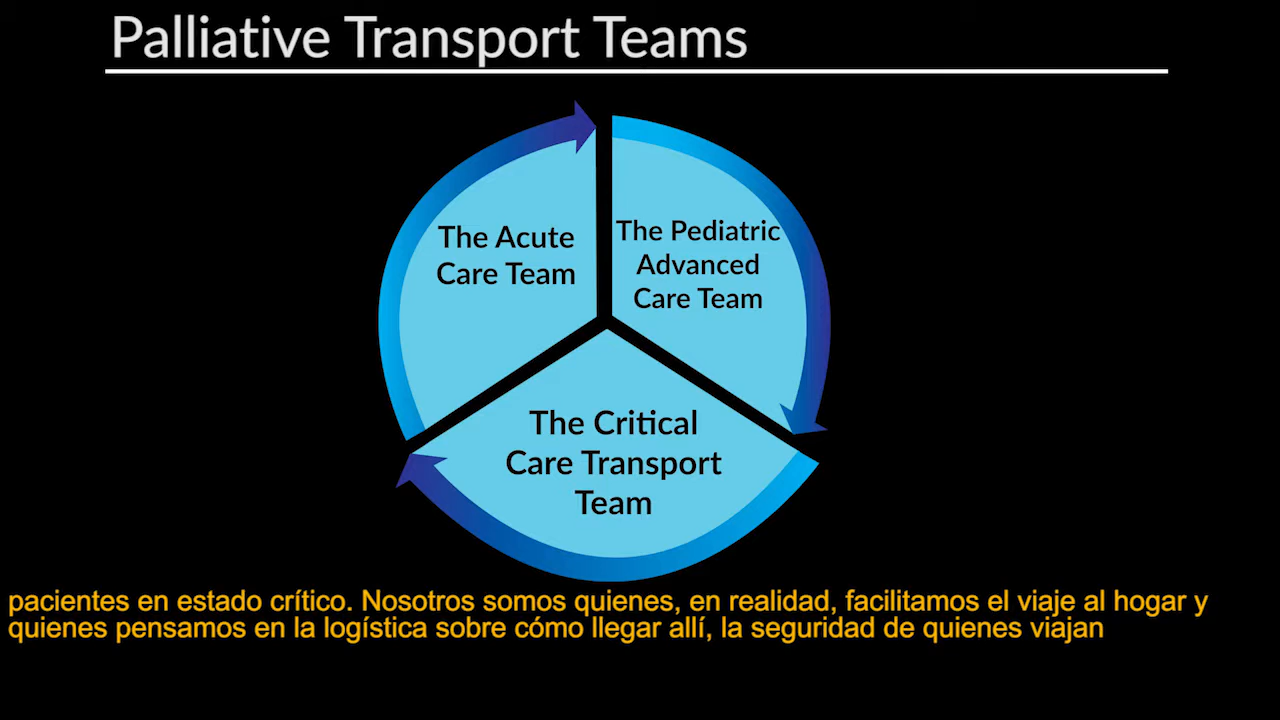 Palliative Transport Teams
The Acute
Care Team
The Pediatric
Advanced
Care Team
The Critical
Care Transport
Team
pacientes en estado crítico. Nosotros somos quienes, en realidad, facilitamos el viaje al hogar y
quienes pensamos en la logística sobre cómo llegar allí, la seguridad de quienes viajan